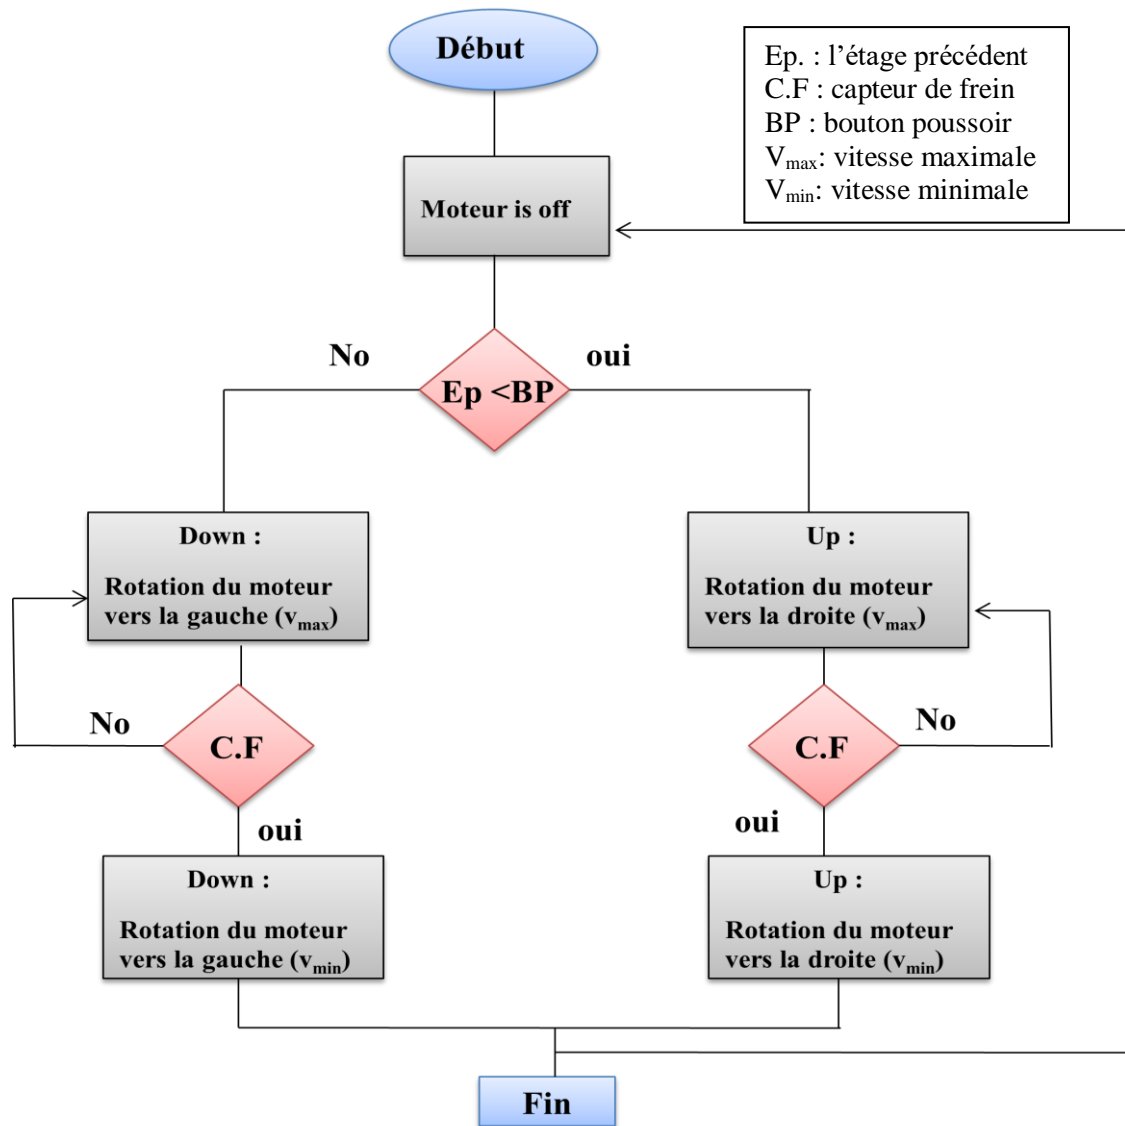 Début
Ep. : l'étage précédent
C.F : capteur de frein
BP : bouton poussoir
Vmax: vitesse maximale
Vmin: vitesse minimale
Moteur is off
No
oui
Ep <BP
Down :
Rotation du moteur
vers la gauche (vmax)
Up :
Rotation du moteur
vers la droite (vmax)
No
C.F
oui
C.F
No
oui
Down :
Rotation du moteur
vers la gauche (vmin)
Up :
Rotation du moteur
vers la droite (vmin)
Fin